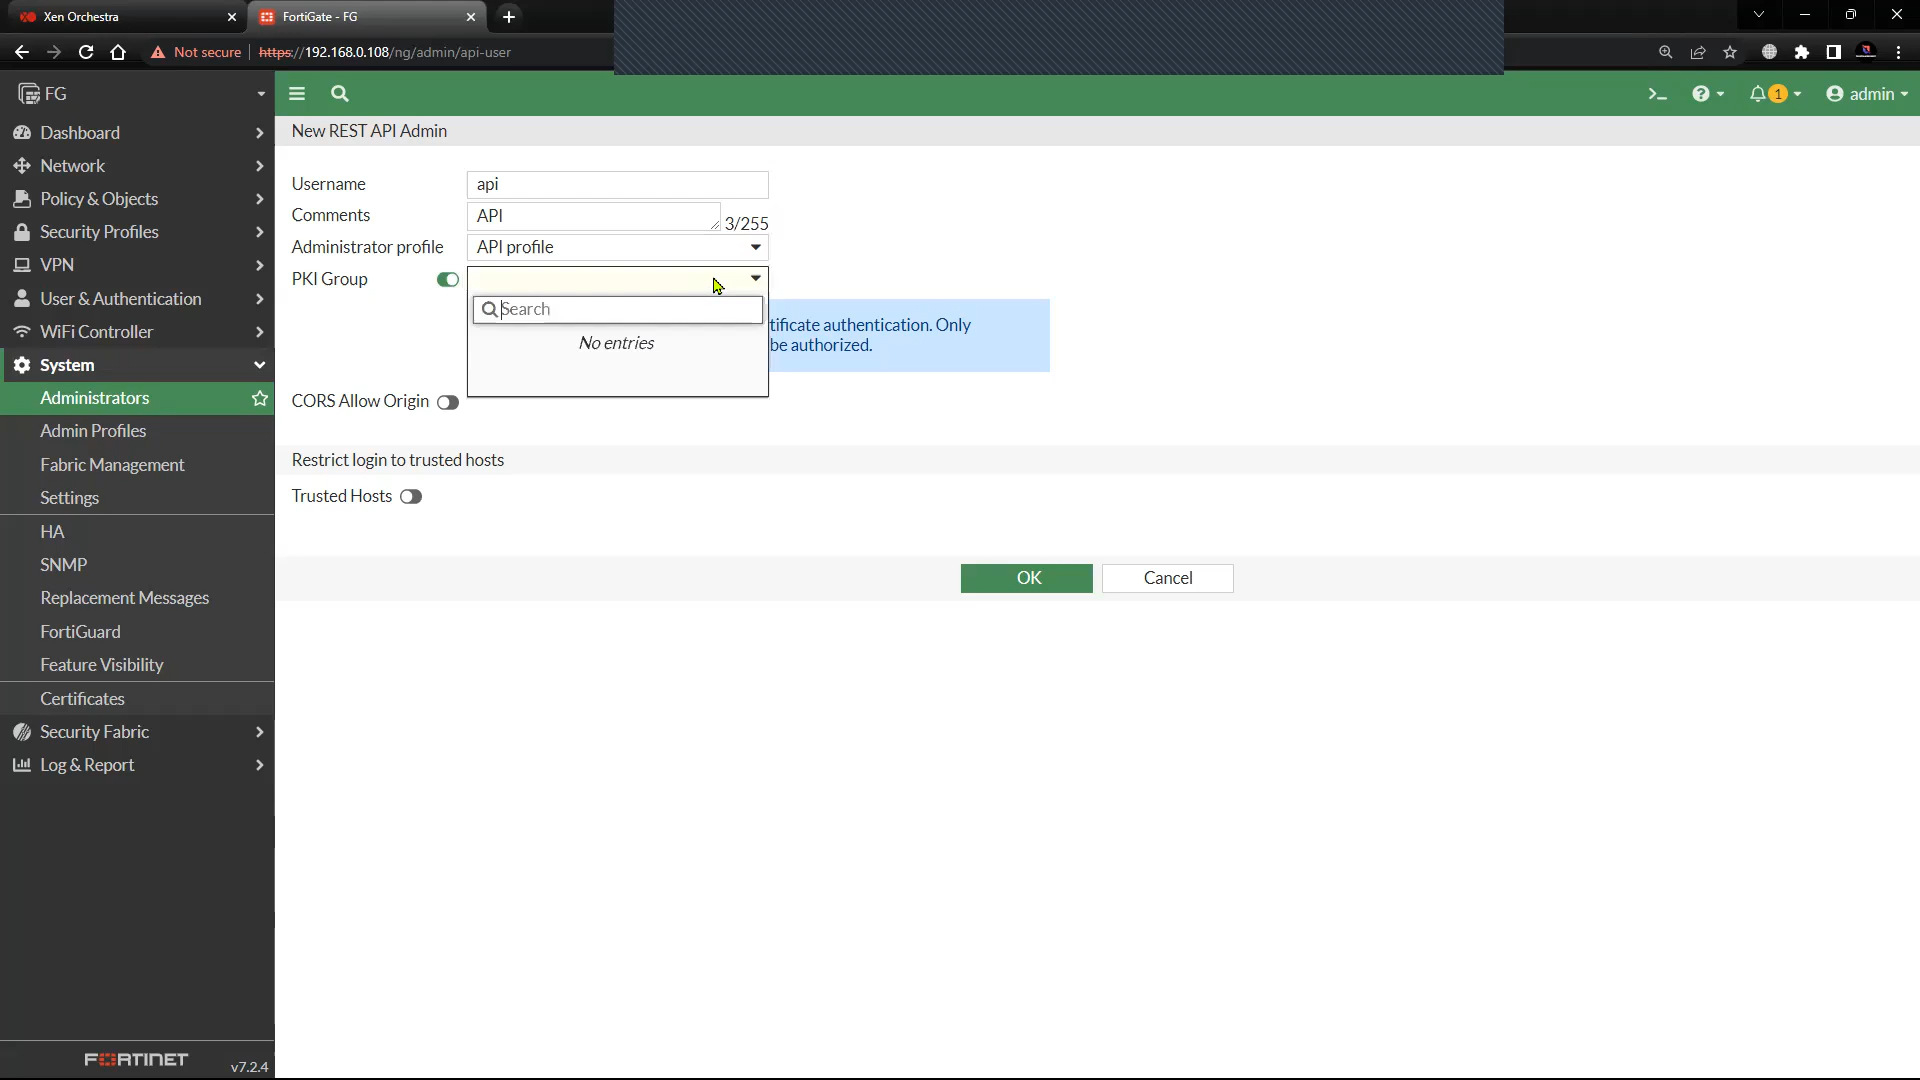 Xen Orchestra
FortiGate - FG
Not secure
https://192.168.0.108/ng/admin/api-user
FG
1
admin
Dashboard
Network
Policy & Objects
Security Profiles
VPN
User & Authentication
WiFi Controller
System
Administrators
Admin Profiles
Fabric Management
Settings
HA
SNMP
Replacement Messages
FortiGuard
Feature Visibility
Certificates
Security Fabric
Log & Report
FORTINET
v7.2.4
New REST API Admin
Username
api
Comments
API
3/255
Administrator profile
API profile
PKI Group
Search
No entries
tificate authentication. Only
be authorized.
CORS Allow Origin
Restrict login to trusted hosts
Trusted Hosts
OK
Cancel